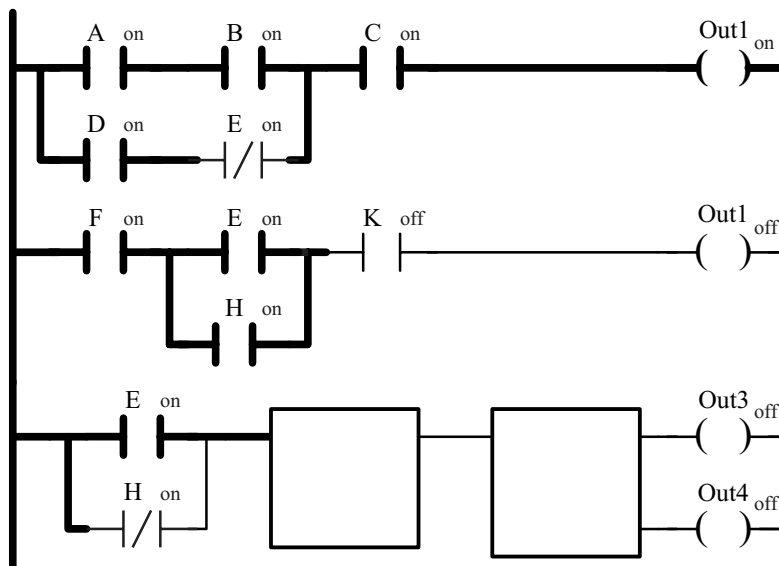 A on B on C on Out1 on
D on E on
F on E on K off Out1 off
H on
E on Out3 off
H on Out4 off